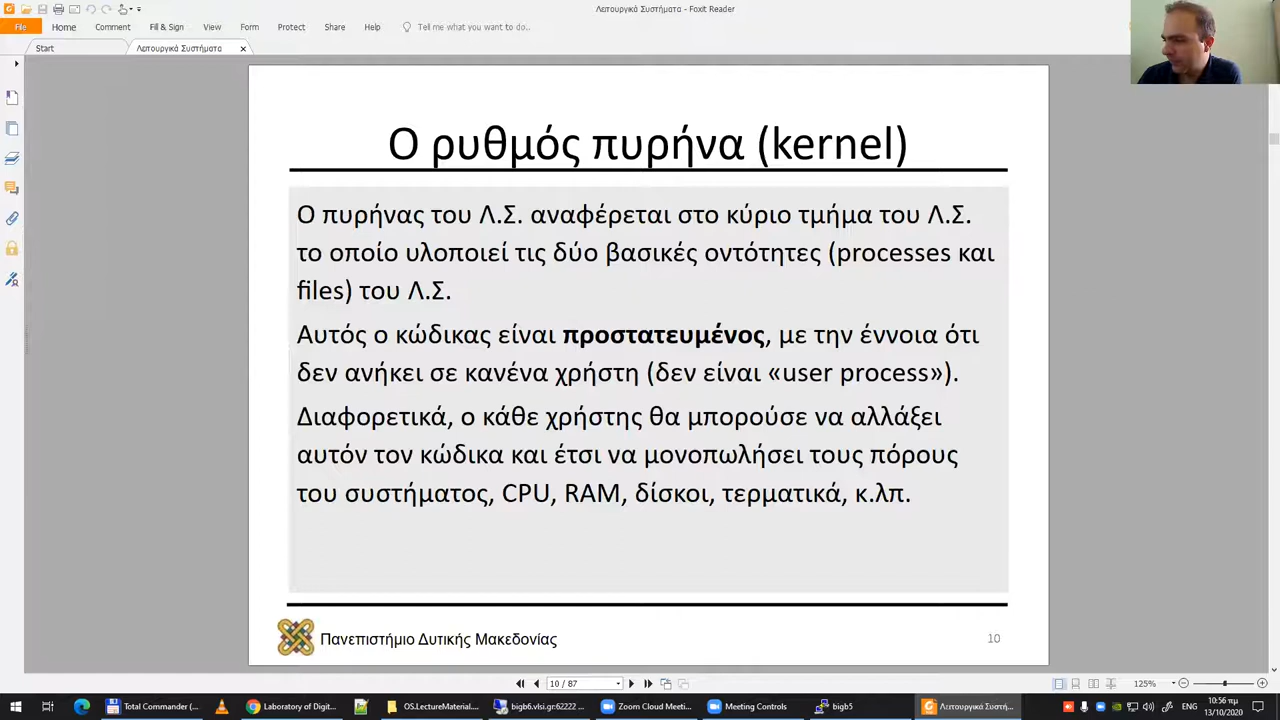 Λειτουργικά Συστήματα - Foxit Reader
File Home Comment Fill & Sign View Form Protect Share Help Tell me what you want to do..
Start Λειτουργικά Συστήματα
Ο ρυθμός πυρήνα (kernel)
Ο πυρήνας του Λ.Σ. αναφέρεται στο κύριο τμήμα του Λ.Σ.
το οποίο υλοποιεί τις δύο βασικές οντότητες (processes και
files) του Λ.Σ.
Αυτός ο κώδικας είναι προστατευμένος, με την έννοια ότι
δεν ανήκει σε κανένα χρήστη (δεν είναι «user process»).
Διαφορετικά, ο κάθε χρήστης θα μπορούσε να αλλάξει
αυτόν τον κώδικα και έτσι να μονοπωλήσει τους πόρους
του συστήματος, CPU, RAM, δίσκοι, τερματικά, κ.λπ.
Πανεπιστήμιο Δυτικής Μακεδονίας
10
10 / 87
125%
Total Commander (... Laboratory of Digit... OS.LectureMaterial... bigb6.vlsi.gr:62222 ... Zoom Cloud Meeti... Meeting Controls bigb5 Λειτουργικά Συστή...
10:56 πμ
13/10/2020